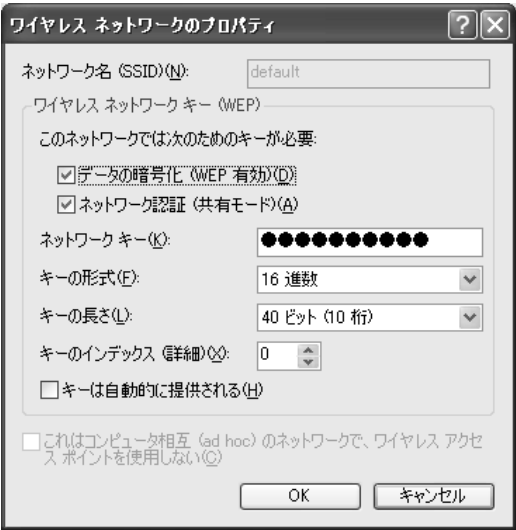 ワイヤレス ネットワークのプロパティ
ネットワーク名 (SSID)(N): default
ワイヤレス ネットワーク キー (WEP)
このネットワークでは次のためのキーが必要:
データの暗号化 (WEP 有効)(D)
ネットワーク認証 (共有モード)(A)
ネットワーク キー(K): ●●●●●●●●●●
キーの形式(F): 16 進数
キーの長さ(L): 40 ビット (10 桁)
キーのインデックス (詳細)(X): 0
キーは自動的に提供される(H)
これはコンピュータ相互 (ad hoc) のネットワークで、ワイヤレス アクセ
ス ポイントを使用しない(C)
OK キャンセル